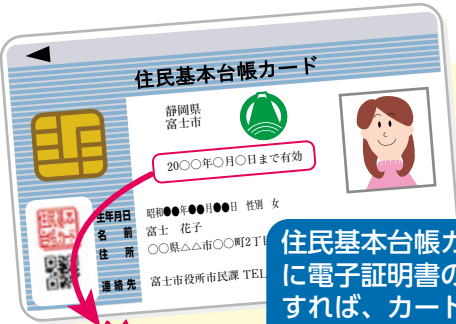 住民基本台帳カード
静岡県
富士市
20○○年○月○日まで有効
生年月日 昭和●●年●●月●●日 性別 女
名前 富士 花子
住所 ○○県△△市○○町2丁目
連絡先 富士市役所市民課 TEL
住民基本台帳カ
に電子証明書の
すれば、カード